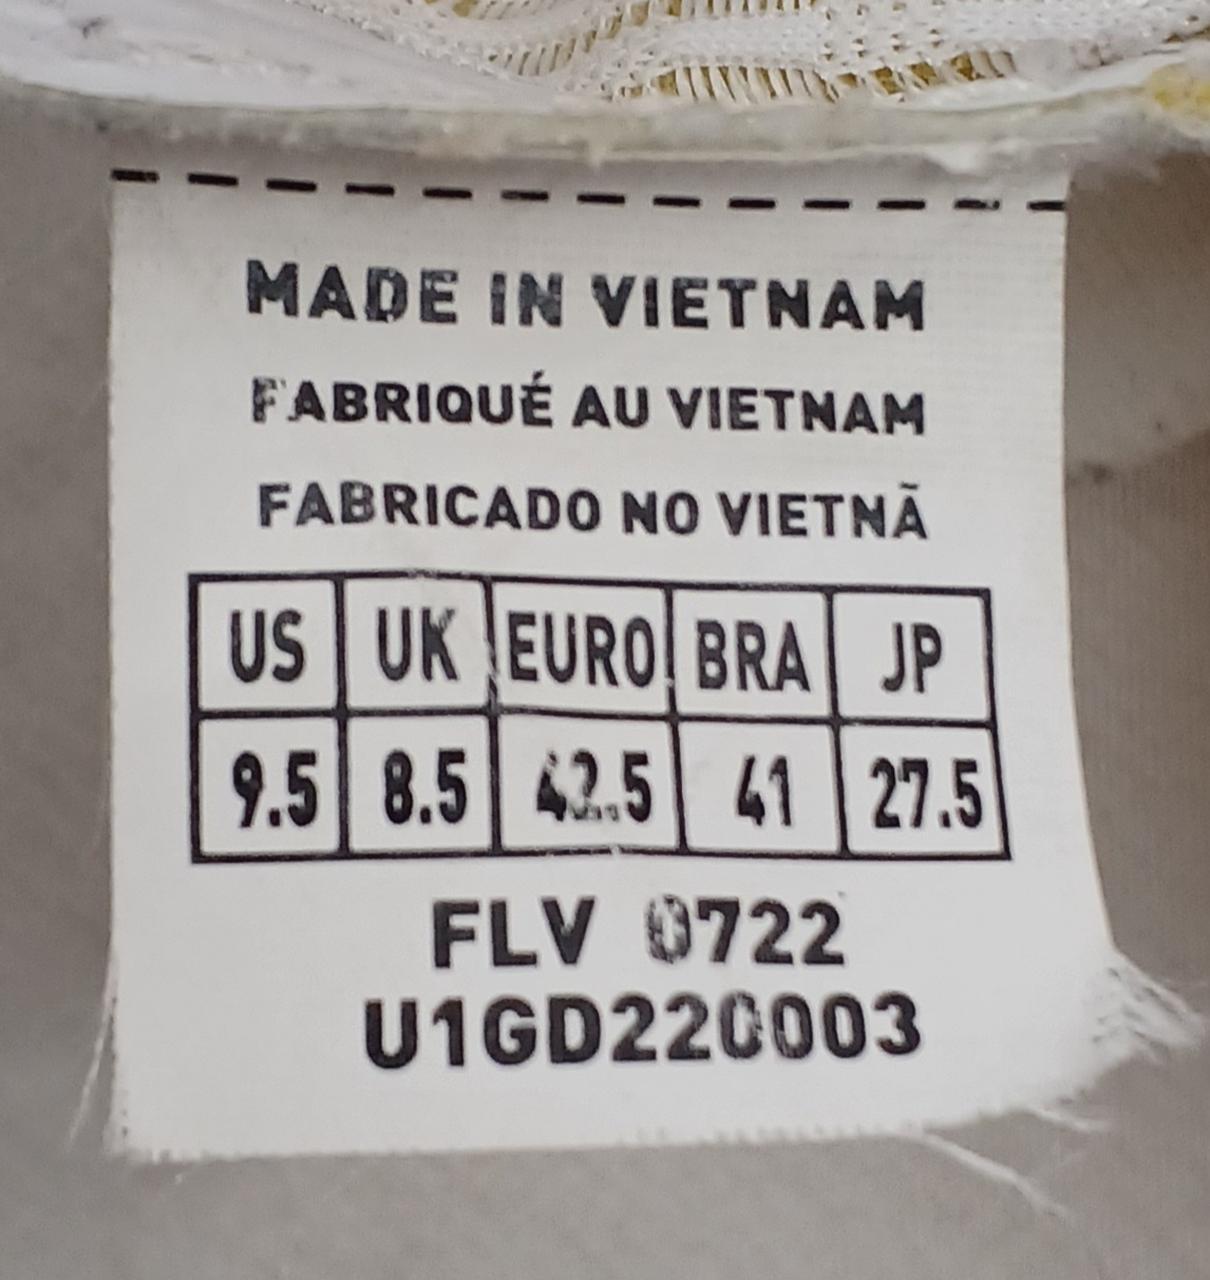 MADE IN VIETNAM
FABRIQUÉ AU VIETNAM
FABRICADO NO VIETNÃ
US UK EURO BRA JP
9.5 8.5 42.5 41 27.5
FLV 0722
U1GD220003